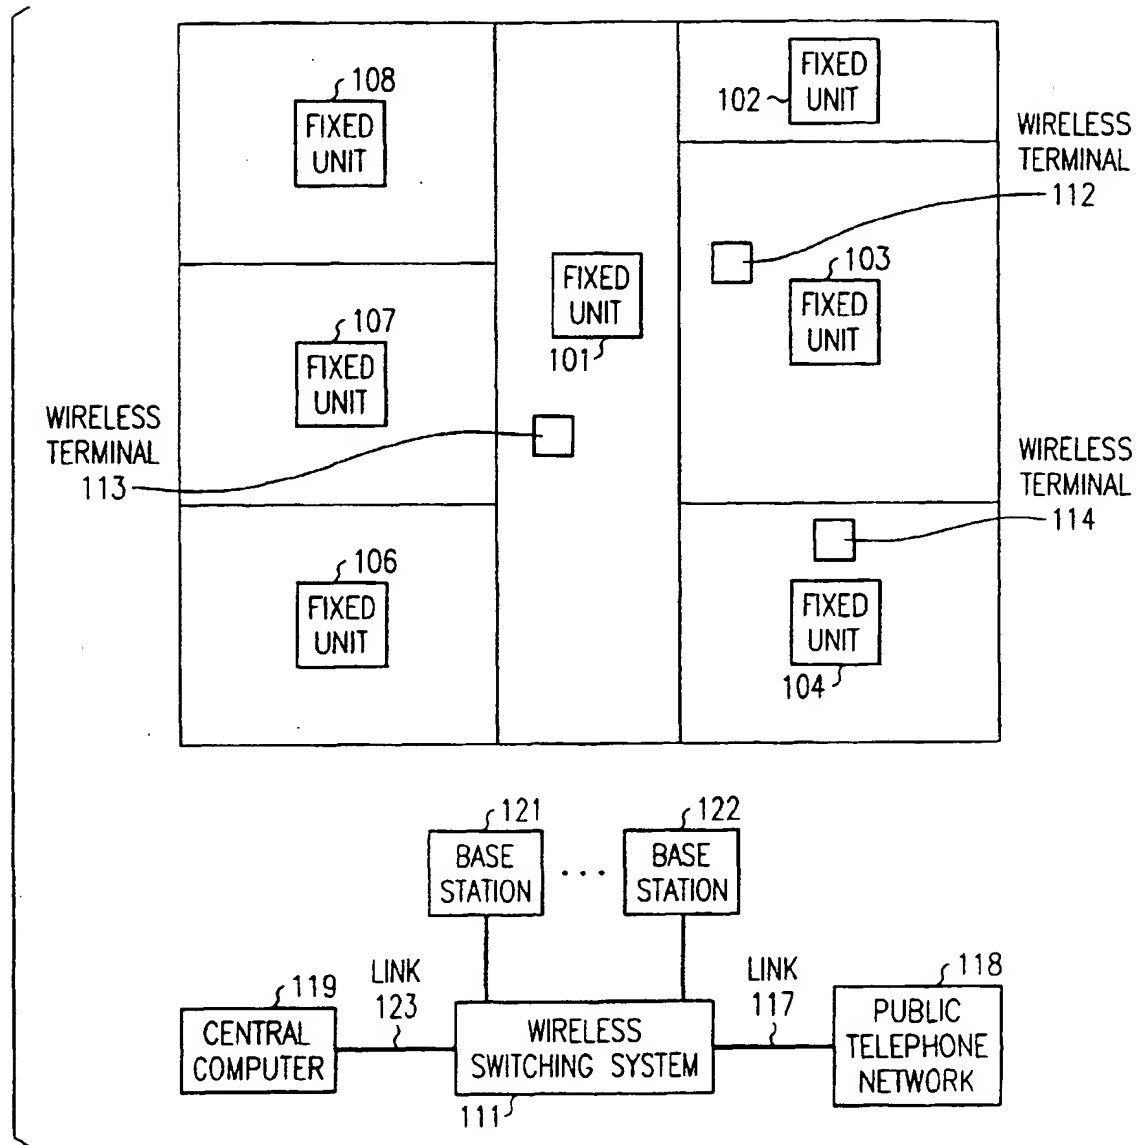 108
FIXED
UNIT
102
FIXED
UNIT
WIRELESS
TERMINAL
112
FIXED
UNIT
101
103
FIXED
UNIT
107
FIXED
UNIT
WIRELESS
TERMINAL
113
WIRELESS
TERMINAL
114
106
FIXED
UNIT
FIXED
UNIT
104
121
BASE
STATION
...
122
BASE
STATION
119
CENTRAL
COMPUTER
LINK
123
WIRELESS
SWITCHING SYSTEM
111
LINK
117
118
PUBLIC
TELEPHONE
NETWORK